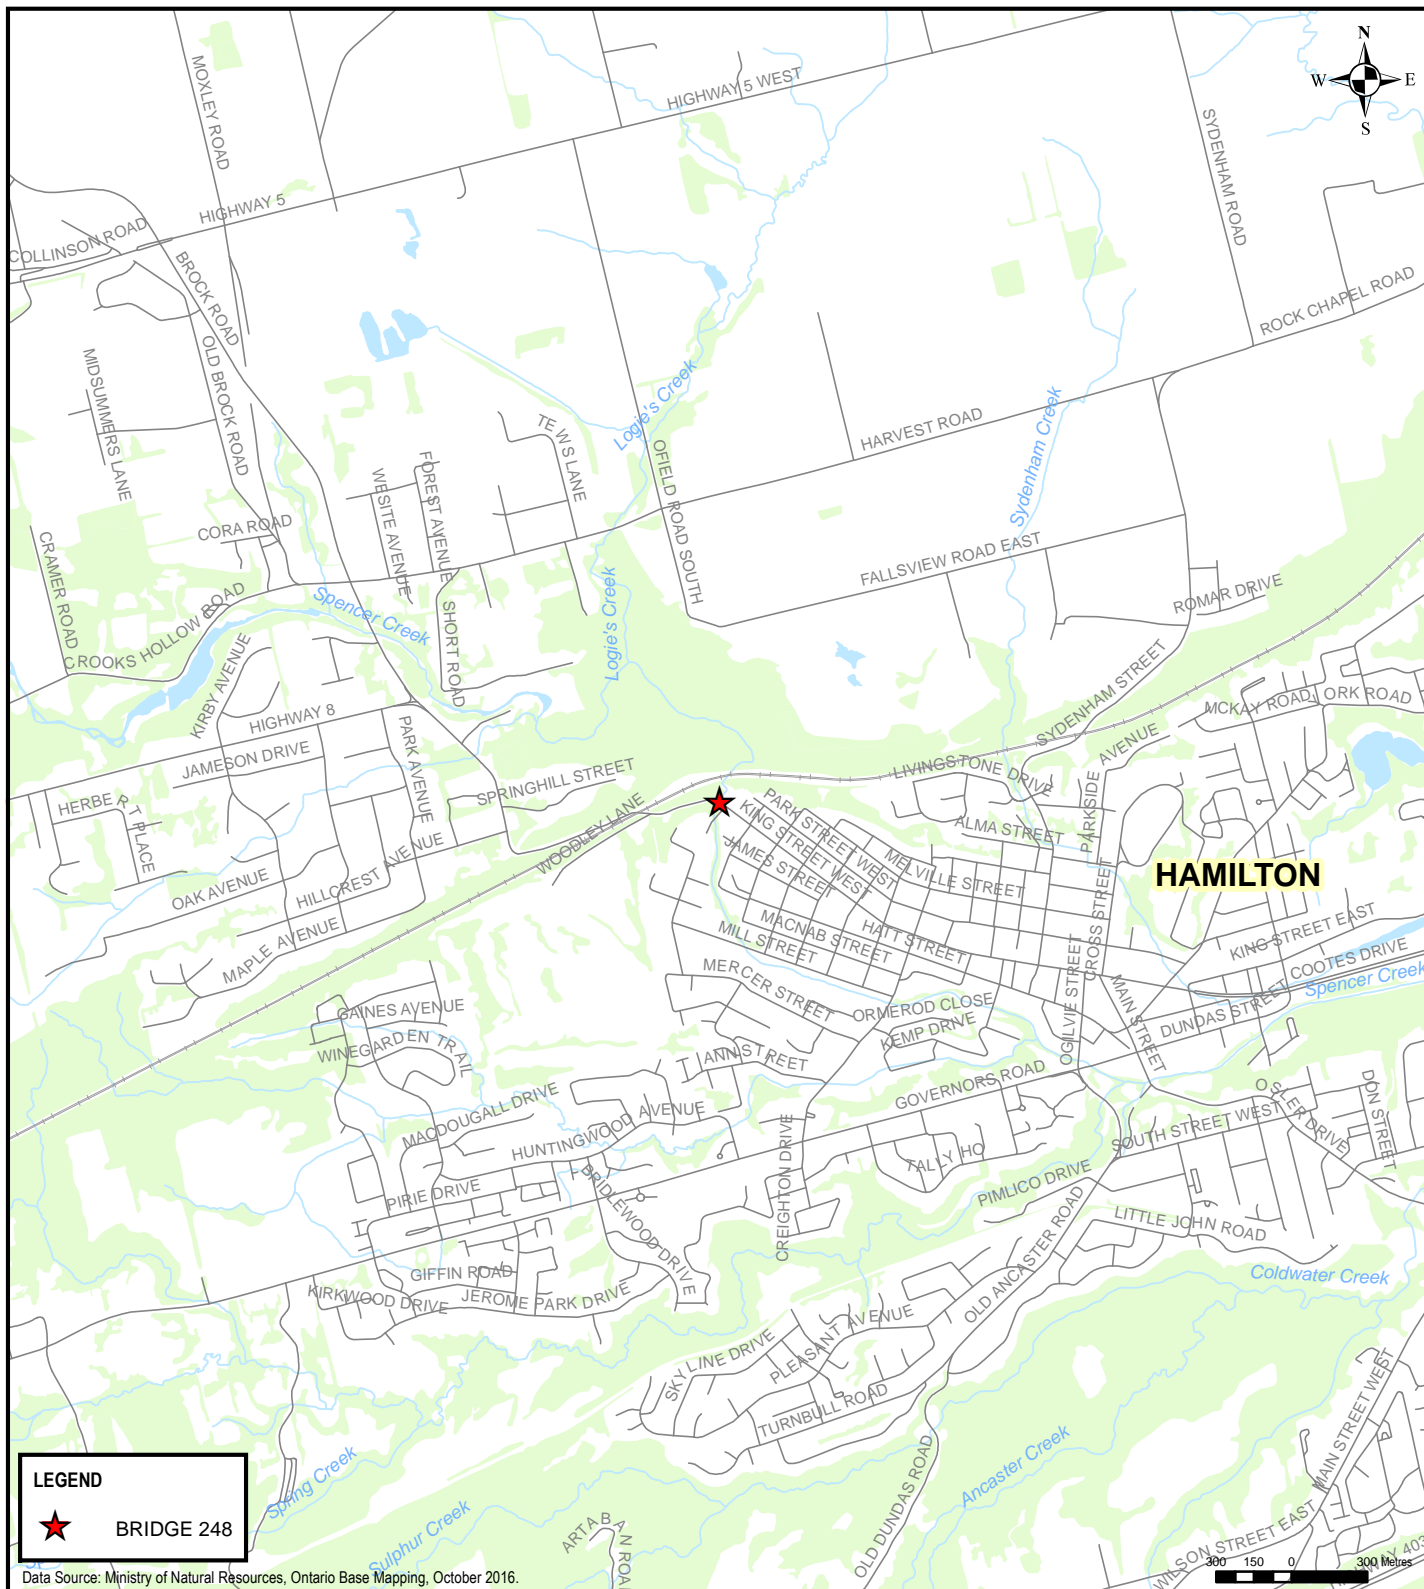 N
W
E
S
MOXLEY ROAD
HIGHWAY 5 WEST
SYDENHAM ROAD
HIGHWAY 5
COLLINSON ROAD
BROCK ROAD
ROCK CHAPEL ROAD
OLD BROCK ROAD
MIDSUMMERS LANE
Logie's Creek
TEWS LANE
HARVEST ROAD
Sydenham Creek
OFIELD ROAD SOUTH
FOREST AVENUE
WESITE AVENUE
CORA ROAD
CRAMER ROAD
FALLSVIEW ROAD EAST
ROMAR DRIVE
Spencer Creek
SHORT ROAD
Logie's Creek
CROOKS HOLLOW ROAD
KIRBY AVENUE
HIGHWAY 8
SYDENHAM STREET
MCKAY ROAD
ORK ROAD
PARK AVENUE
JAMESON DRIVE
SPRINGHILL STREET
LIVINGSTONE DRIVE
PARKSIDE AVENUE
HERBERT PLACE
WOODLEY LANE
PARK STREET WEST
KING STREET WEST
ALMA STREET
JAMES STREET
MELVILLE STREET
HAMILTON
OAK AVENUE
HILLCREST AVENUE
CROSS STREET
MACNAB STREET
HATT STREET
MILL STREET
KING STREET EAST
MAPLE AVENUE
COOTES DRIVE
MERCER STREET
OGILVIE STREET
MAIN STREET
Spencer Creek
GAINES AVENUE
ORMEROD CLOSE
DUNDAS STREET
KEMP DRIVE
WINEGARDEN TRAIL
ANN STREET
GOVERNORS ROAD
OSLER DRIVE
DON STREET
MACDOUGALL DRIVE
HUNTINGWOOD AVENUE
SOUTH STREET WEST
CREIGHTON DRIVE
TALLY HO
PIMLICO DRIVE
PIRIE DRIVE
BRIDLEWOOD DRIVE
LITTLE JOHN ROAD
OLD ANCASTER ROAD
GIFFIN ROAD
Coldwater Creek
KIRKWOOD DRIVE
JEROME PARK DRIVE
PLEASANT AVENUE
SKYLINE DRIVE
TURNBULL ROAD
MAIN STREET WEST
OLD DUNDAS ROAD
Ancaster Creek
Spring Creek
Sulphur Creek
ARTABAN ROA
WILSON STREET EAST
HIGHWAY 403
LEGEND
BRIDGE 248
300 150 0 300 Metres
Data Source: Ministry of Natural Resources, Ontario Base Mapping, October 2016.